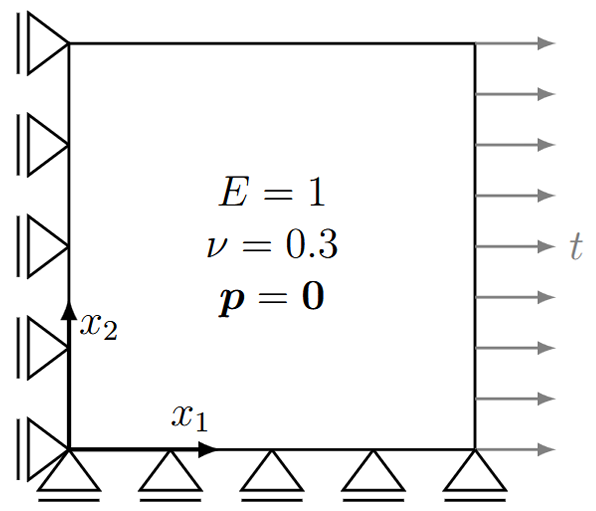 E = 1
ν = 0.3
p = 0
t
x₂
x₁